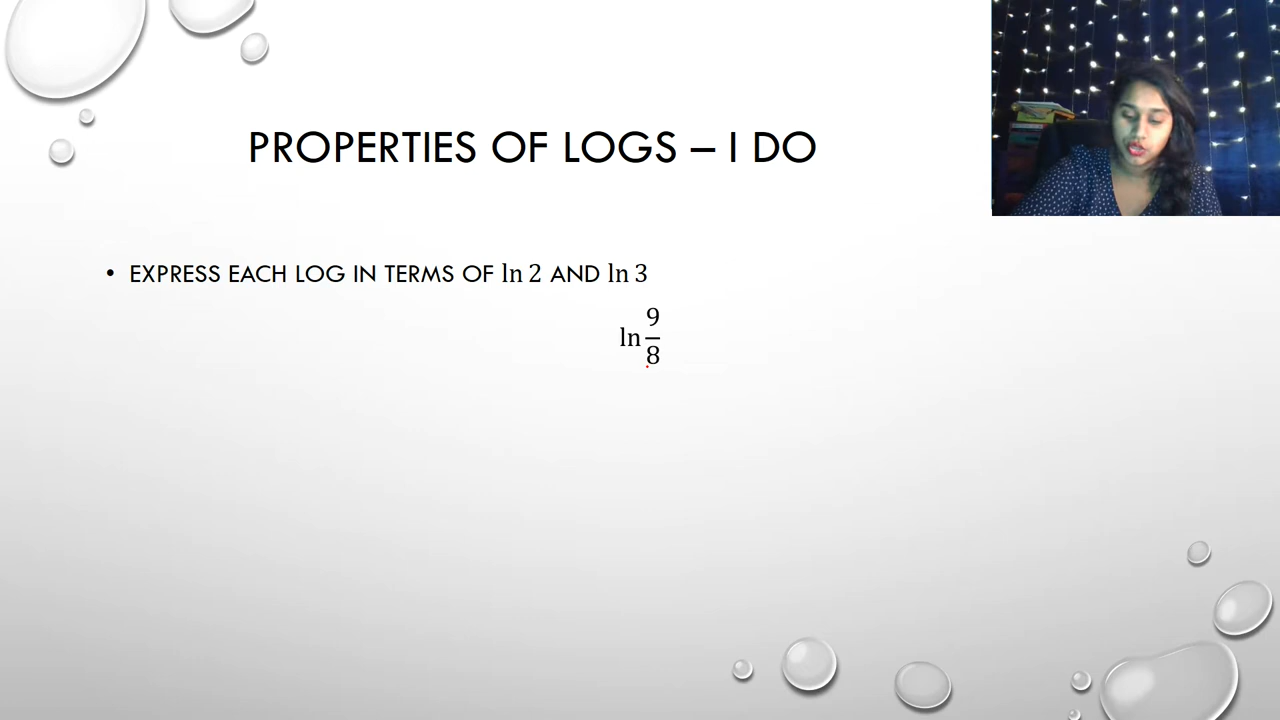 PROPERTIES OF LOGS – I DO
• EXPRESS EACH LOG IN TERMS OF ln 2 AND ln 3
ln 9/8